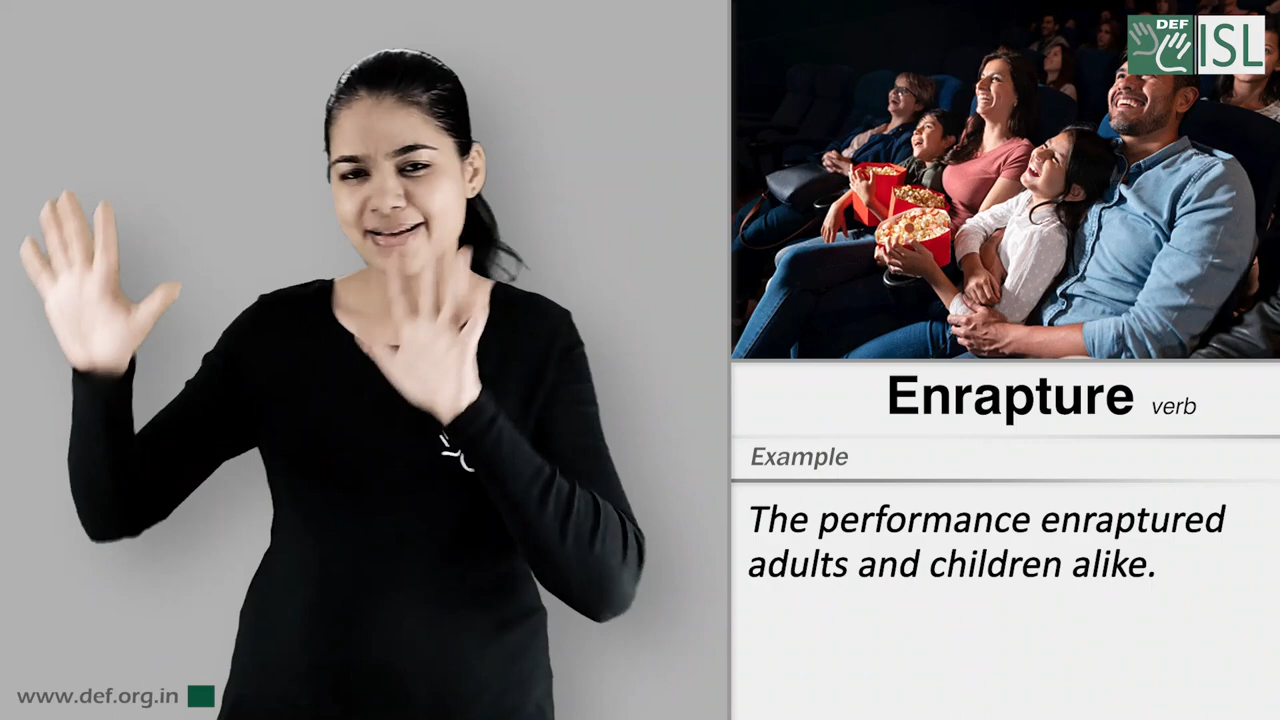 DEF
ISL
Enrapture verb
Example
The performance enraptured
adults and children alike.
www.def.org.in